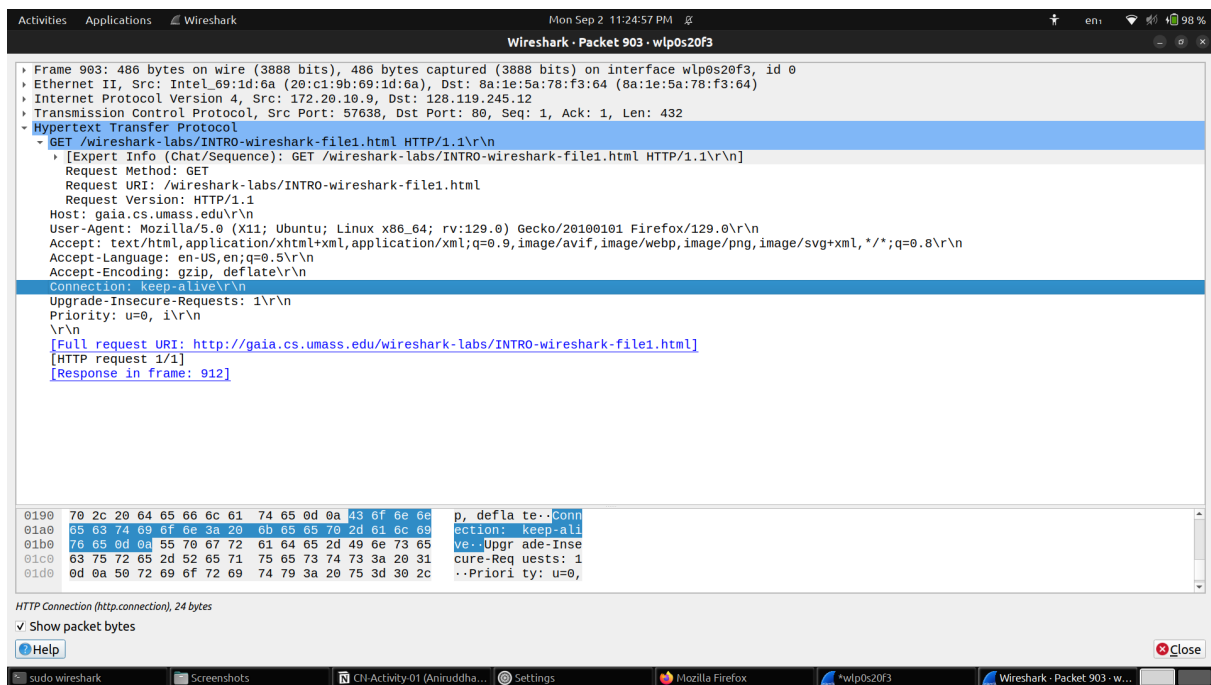 Activities Applications Wireshark Mon Sep 2 11:24:57 PM en₁ 98 %
Wireshark · Packet 903 · wlp0s20f3
Frame 903: 486 bytes on wire (3888 bits), 486 bytes captured (3888 bits) on interface wlp0s20f3, id 0
Ethernet II, Src: Intel_69:1d:6a (20:c1:9b:69:1d:6a), Dst: 8a:1e:5a:78:f3:64 (8a:1e:5a:78:f3:64)
Internet Protocol Version 4, Src: 172.20.10.9, Dst: 128.119.245.12
Transmission Control Protocol, Src Port: 57638, Dst Port: 80, Seq: 1, Ack: 1, Len: 432
Hypertext Transfer Protocol
GET /wireshark-labs/INTRO-wireshark-file1.html HTTP/1.1\r\n
[Expert Info (Chat/Sequence): GET /wireshark-labs/INTRO-wireshark-file1.html HTTP/1.1\r\n]
Request Method: GET
Request URI: /wireshark-labs/INTRO-wireshark-file1.html
Request Version: HTTP/1.1
Host: gaia.cs.umass.edu\r\n
User-Agent: Mozilla/5.0 (X11; Ubuntu; Linux x86_64; rv:129.0) Gecko/20100101 Firefox/129.0\r\n
Accept: text/html,application/xhtml+xml,application/xml;q=0.9,image/avif,image/webp,image/png,image/svg+xml,*/*;q=0.8\r\n
Accept-Language: en-US,en;q=0.5\r\n
Accept-Encoding: gzip, deflate\r\n
Connection: keep-alive\r\n
Upgrade-Insecure-Requests: 1\r\n
Priority: u=0, i\r\n
\r\n
[Full request URI: http://gaia.cs.umass.edu/wireshark-labs/INTRO-wireshark-file1.html]
[HTTP request 1/1]
[Response in frame: 912]
0190 70 2c 20 64 65 66 6c 61 74 65 0d 0a 43 6f 6e 6e p, defla te··Conn
01a0 65 63 74 69 6f 6e 3a 20 6b 65 65 70 2d 61 6c 69 ection: keep-ali
01b0 76 65 0d 0a 55 70 67 72 61 64 65 2d 49 6e 73 65 ve··Upgr ade-Inse
01c0 63 75 72 65 2d 52 65 71 75 65 73 74 73 3a 20 31 cure-Req uests: 1
01d0 0d 0a 50 72 69 6f 72 69 74 79 3a 20 75 3d 30 2c ··Priori ty: u=0,
HTTP Connection (http.connection), 24 bytes
Show packet bytes
Help Close
sudo wireshark Screenshots CN-Activity-01 (Aniruddha... Settings Mozilla Firefox *wlp0s20f3 Wireshark · Packet 903 · w...